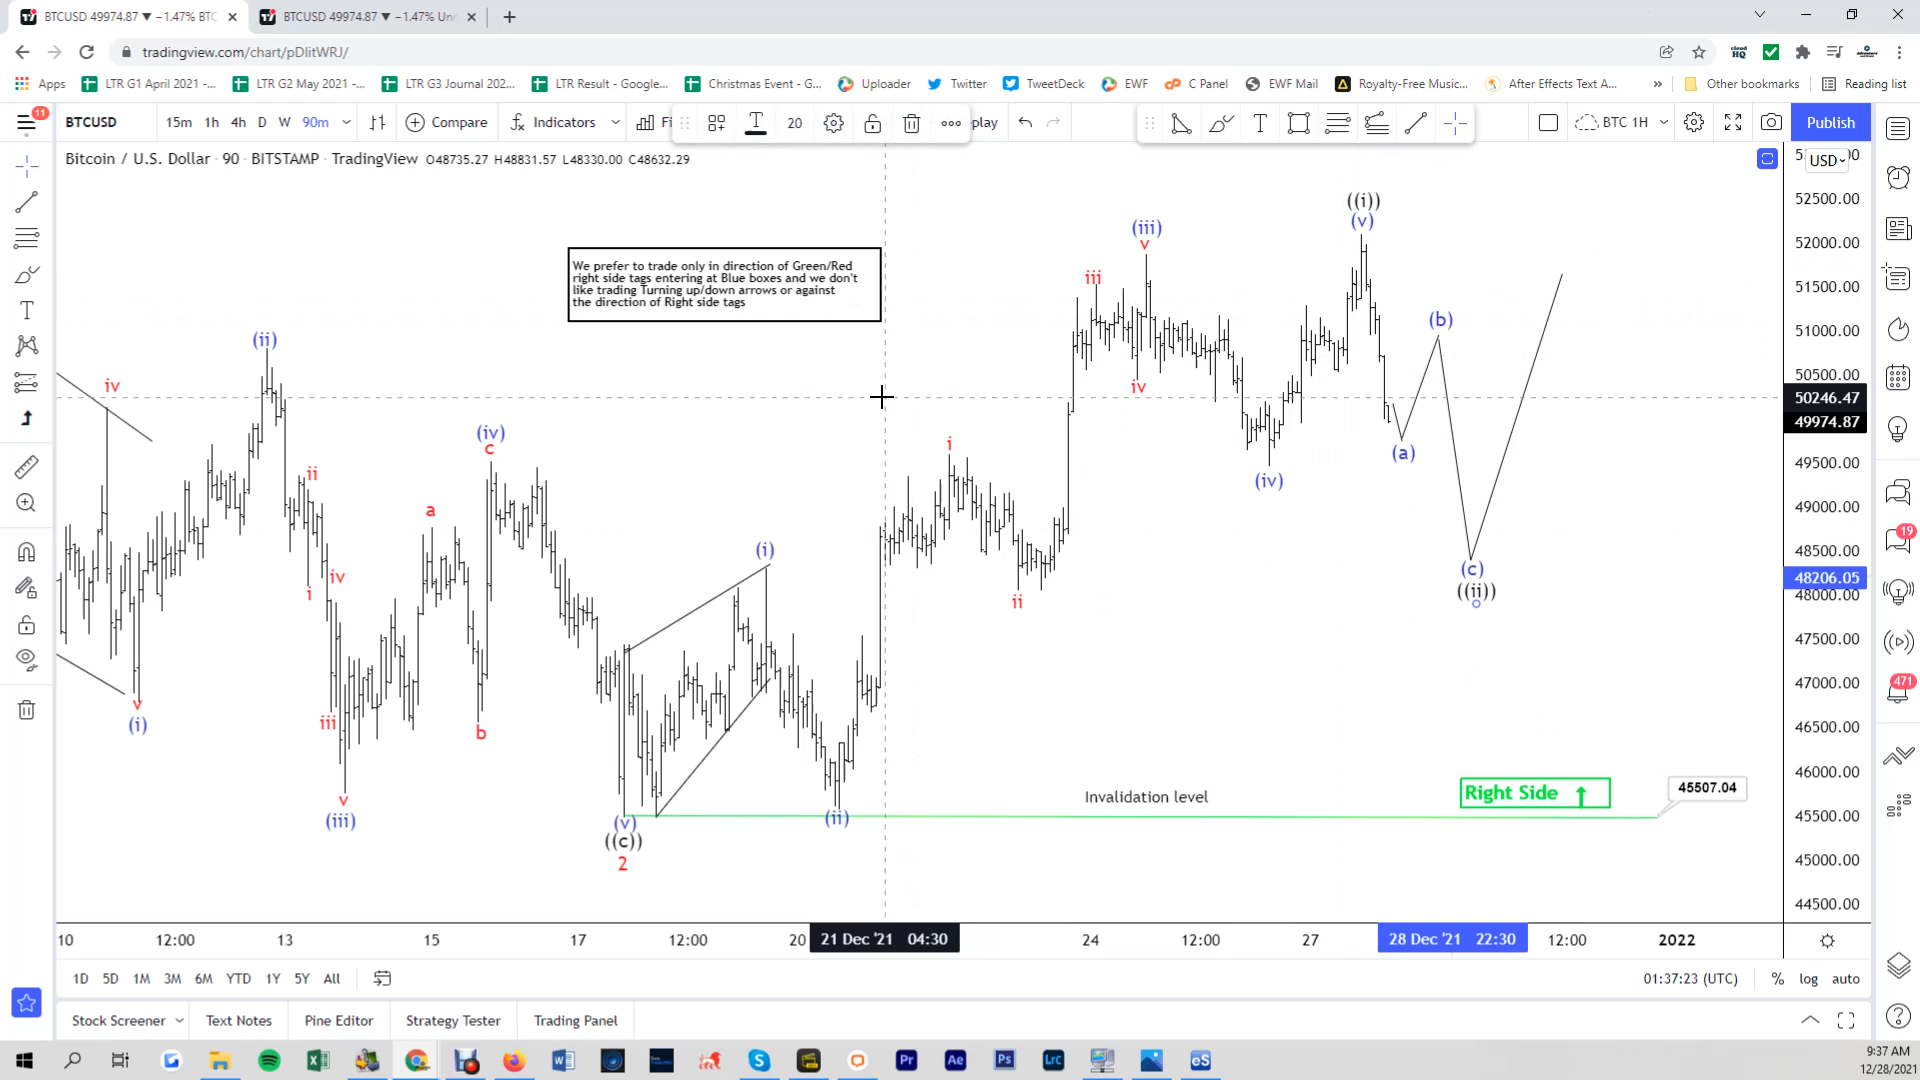 BTCUSD 49974.87 ▼ −1.47% BTC
BTCUSD 49974.87 ▼ −1.47% Unn
tradingview.com/chart/pDlitWRJ/
Apps
LTR G1 April 2021 -...
LTR G2 May 2021 -...
LTR G3 Journal 202...
LTR Result - Google...
Christmas Event - G...
Uploader
Twitter
TweetDeck
EWF
C Panel
EWF Mail
Royalty-Free Music...
After Effects Text A...
»
Other bookmarks
Reading list
11
BTCUSD
15m 1h 4h D W 90m
Compare
Indicators
Fi
20
play
BTC 1H
Publish
Bitcoin / U.S. Dollar · 90 · BITSTAMP · TradingView O48735.27 H48831.57 L48330.00 C48632.29
USD
52500.00
52000.00
51500.00
51000.00
50500.00
50246.47
49974.87
49500.00
49000.00
48500.00
48206.05
48000.00
47500.00
47000.00
46500.00
46000.00
45500.00
45000.00
44500.00
We prefer to trade only in direction of Green/Red
right side tags entering at Blue boxes and we don't
like trading Turning up/down arrows or against
the direction of Right side tags
((i))
(v)
(iii)
v
iii
iv
(b)
(a)
(iv)
(c)
((ii))
iv
(ii)
ii
iv
i
v
(i)
iii
v
(iii)
a
(iv)
c
b
(i)
i
ii
(v)
((c))
2
(ii)
Invalidation level
Right Side
45507.04
19
471
10 12:00 13 15 17 12:00 20 21 Dec '21 04:30 24 12:00 27 28 Dec '21 22:30 12:00 2022
1D 5D 1M 3M 6M YTD 1Y 5Y All
01:37:23 (UTC) % log auto
Stock Screener Text Notes Pine Editor Strategy Tester Trading Panel
Pr Ae Ps Lrc eS
9:37 AM
12/28/2021